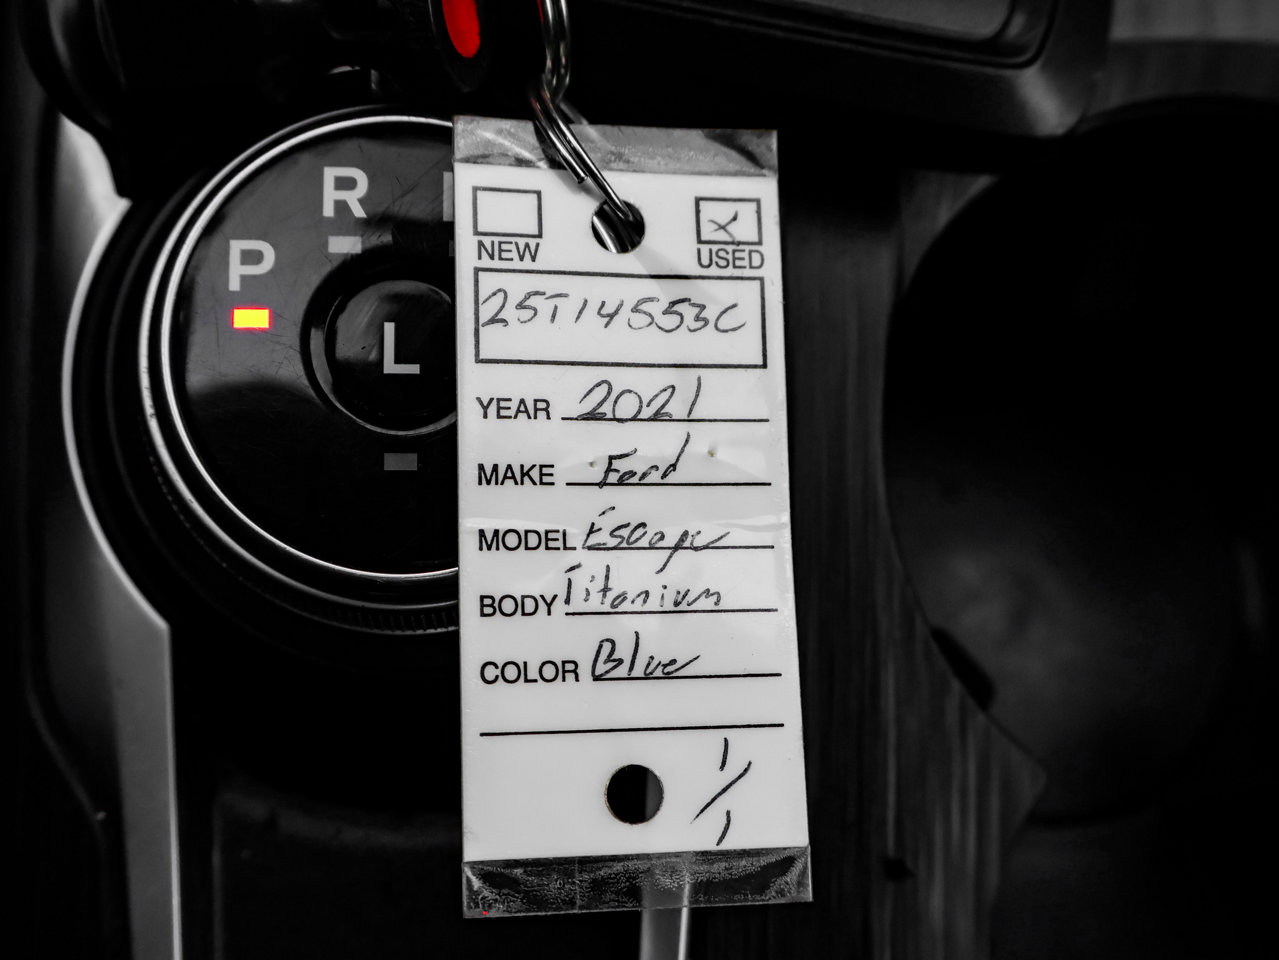 R
P
L
NEW
USED
25T14553C
YEAR 2021
MAKE Ford
MODEL Escape
BODY Titanium
COLOR Blue
1/1